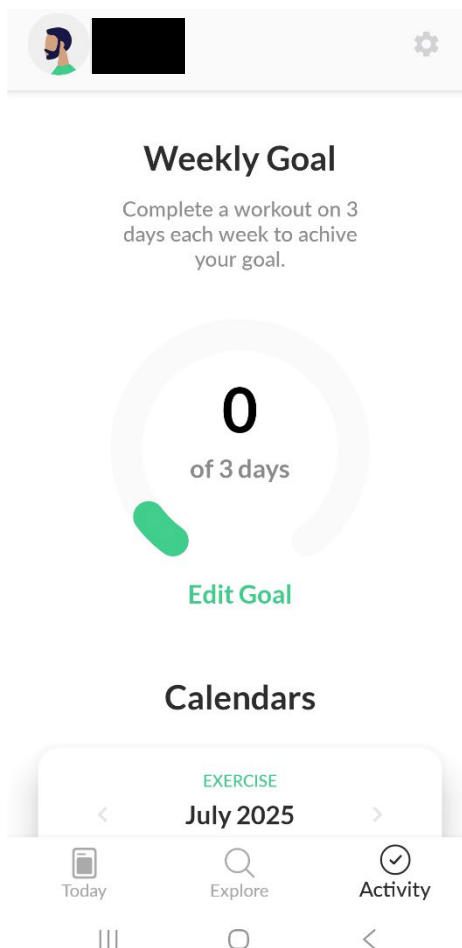 Weekly Goal
Complete a workout on 3
days each week to achive
your goal.
0
of 3 days
Edit Goal
Calendars
EXERCISE
July 2025
Today
Explore
Activity